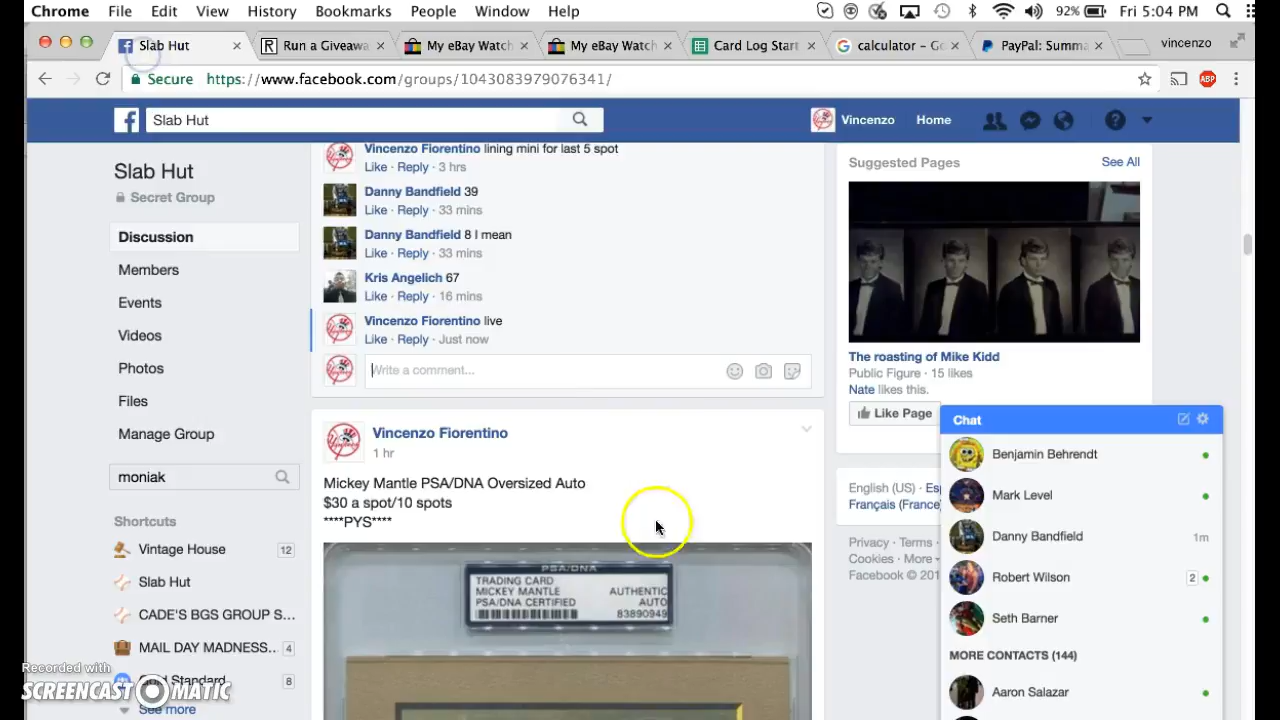 Chrome File Edit View History Bookmarks People Window Help 92% Fri 5:04 PM
Slab Hut Run a Giveaw My eBay Watch My eBay Watch Card Log Star calculator - Go PayPal: Summa vincenzo
Secure https://www.facebook.com/groups/1043083979076341/ ABP
Slab Hut Vincenzo Home
Slab Hut
Secret Group
Discussion
Members
Events
Videos
Photos
Files
Manage Group
moniak
Shortcuts
Vintage House 12
Slab Hut
CADE'S BGS GROUP S...
MAIL DAY MADNESS... 4
Standard 8
See more
Vincenzo Fiorentino lining mini for last 5 spot
Like · Reply · 3 hrs
Danny Bandfield 39
Like · Reply · 33 mins
Danny Bandfield 8 I mean
Like · Reply · 33 mins
Kris Angelich 67
Like · Reply · 16 mins
Vincenzo Fiorentino live
Like · Reply · Just now
Write a comment...
Vincenzo Fiorentino
1 hr
Mickey Mantle PSA/DNA Oversized Auto
$30 a spot/10 spots
****PYS****
PSA/DNA
TRADING CARD
MICKEY MANTLE AUTHENTIC
PSA/DNA CERTIFIED AUTO
83890949
Suggested Pages See All
The roasting of Mike Kidd
Public Figure · 15 likes
Nate likes this.
Like Page
English (US) · Esp
Français (France)
Privacy · Terms ·
Cookies · More
Facebook © 201
Chat
Benjamin Behrendt
Mark Level
Danny Bandfield 1m
Robert Wilson 2
Seth Barner
MORE CONTACTS (144)
Aaron Salazar
Recorded with
SCREENCAST MATIC